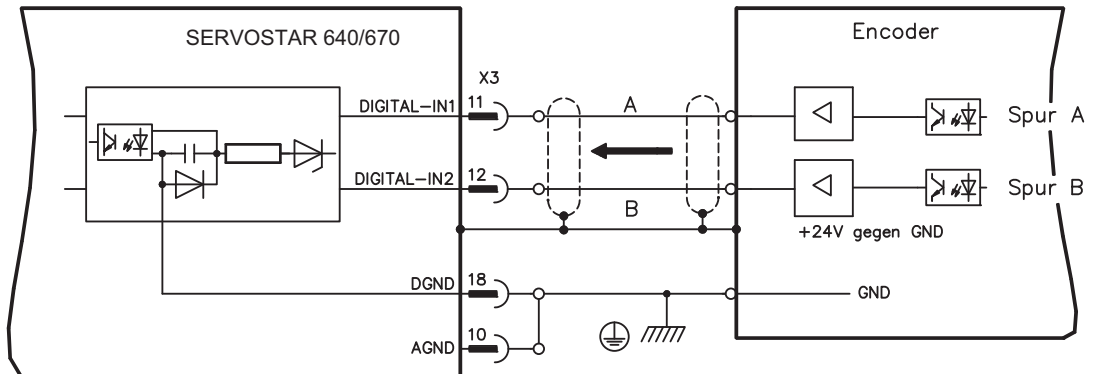 SERVOSTAR 640/670
Encoder
X3
DIGITAL-IN1
11
A
Spur A
DIGITAL-IN2
12
B
Spur B
+24V gegen GND
DGND
18
GND
AGND
10